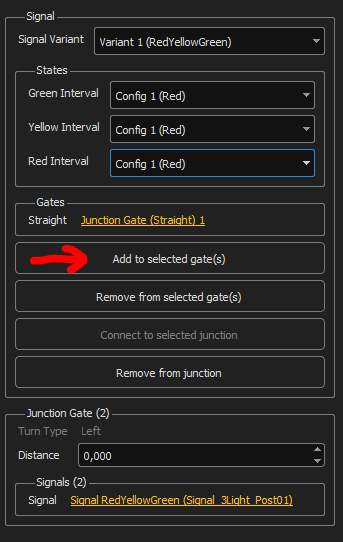 Signal
Signal Variant Variant 1 (RedYellowGreen)
States
Green Interval Config 1 (Red)
Yellow Interval Config 1 (Red)
Red Interval Config 1 (Red)
Gates
Straight Junction Gate (Straight) 1
Add to selected gate(s)
Remove from selected gate(s)
Connect to selected junction
Remove from junction
Junction Gate (2)
Turn Type Left
Distance 0,000
Signals (2)
Signal Signal RedYellowGreen (Signal_3Light_Post01)